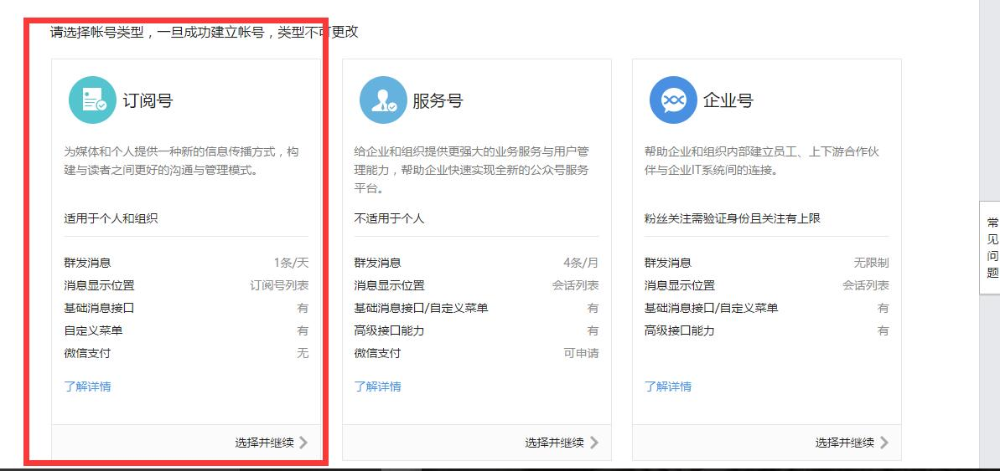 请选择帐号类型，一旦成功建立帐号，类型不可更改
订阅号
为媒体和个人提供一种新的信息传播方式，构
建与读者之间更好的沟通与管理模式。
适用于个人和组织
群发消息 1条/天
消息显示位置 订阅号列表
基础消息接口 有
自定义菜单 有
微信支付 无
了解详情
选择并继续
服务号
给企业和组织提供更强大的业务服务与用户管
理能力，帮助企业快速实现全新的公众号服务
平台。
不适用于个人
群发消息 4条/月
消息显示位置 会话列表
基础消息接口/自定义菜单 有
高级接口能力 有
微信支付 可申请
了解详情
选择并继续
企业号
帮助企业和组织内部建立员工、上下游合作伙
伴与企业IT系统间的连接。
粉丝关注需验证身份且关注有上限
群发消息 无限制
消息显示位置 会话列表
基础消息接口/自定义菜单 有
高级接口能力 有
了解详情
选择并继续
常
见
问
题